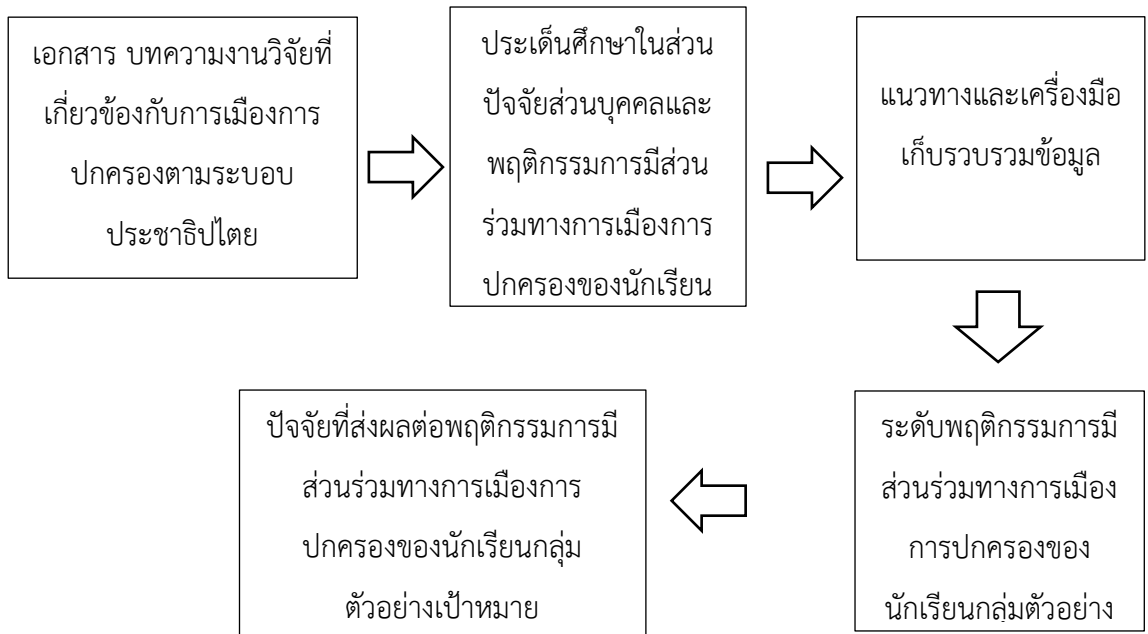 เอกสาร บทความงานวิจัยที่
เกี่ยวข้องกับการเมืองการ
ปกครองตามระบอบ
ประชาธิปไตย
ประเด็นศึกษาในส่วน
ปัจจัยส่วนบุคคลและ
พฤติกรรมการมีส่วน
ร่วมทางการเมืองการ
ปกครองของนักเรียน
แนวทางและเครื่องมือ
เก็บรวบรวมข้อมูล
ระดับพฤติกรรมการมี
ส่วนร่วมทางการเมือง
การปกครองของ
นักเรียนกลุ่มตัวอย่าง
ปัจจัยที่ส่งผลต่อพฤติกรรมการมี
ส่วนร่วมทางการเมืองการ
ปกครองของนักเรียนกลุ่ม
ตัวอย่างเป้าหมาย